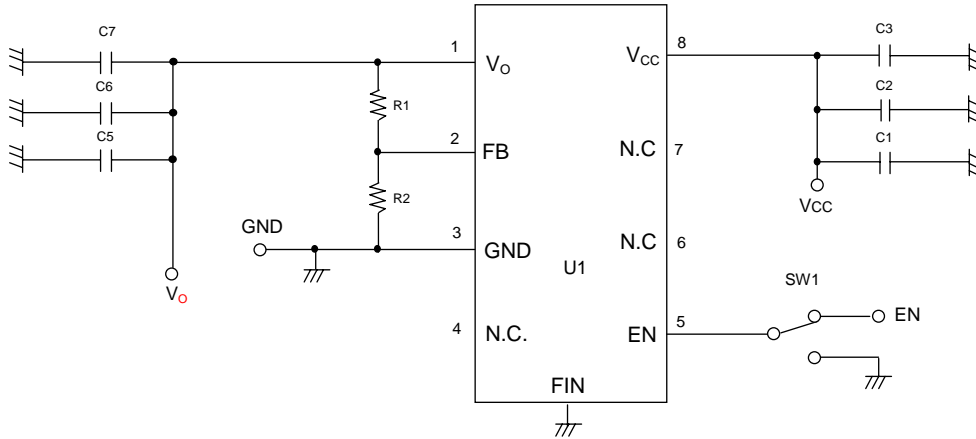 C7
C6
C5
1
VO
R1
2
FB
R2
GND
3
GND
VO
4
N.C.
U1
FIN
8
VCC
C3
C2
C1
VCC
N.C
7
N.C
6
SW1
EN
5
EN